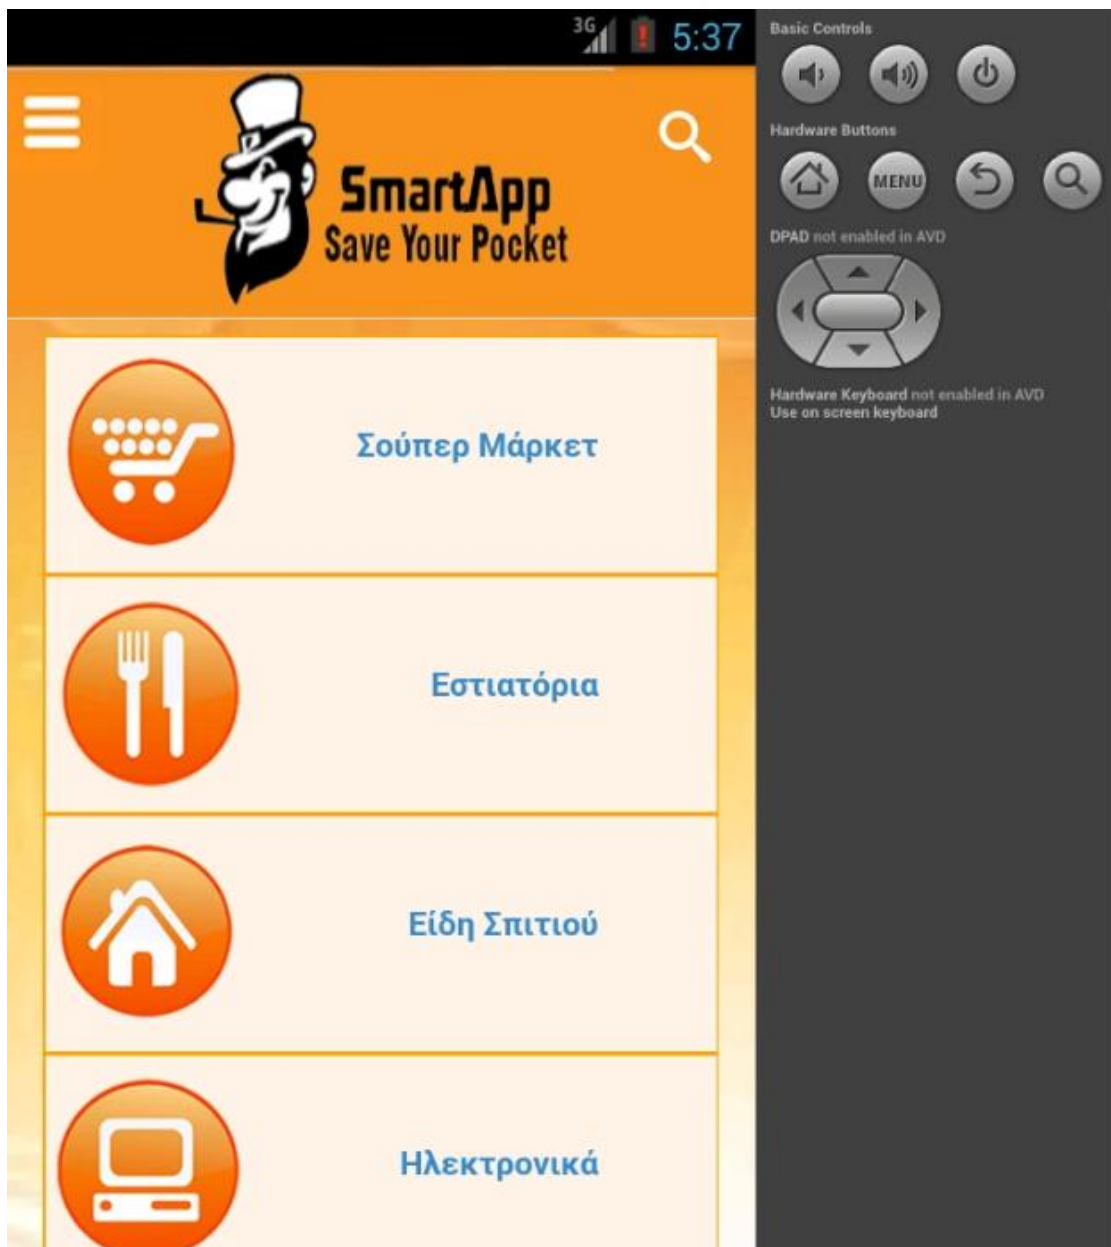 3G
5:37
SmartΛpp
Save Your Pocket
Σούπερ Μάρκετ
Εστιατόρια
Είδη Σπιτιού
Ηλεκτρονικά
Basic Controls
Hardware Buttons
MENU
DPAD not enabled in AVD
Hardware Keyboard not enabled in AVD
Use on screen keyboard